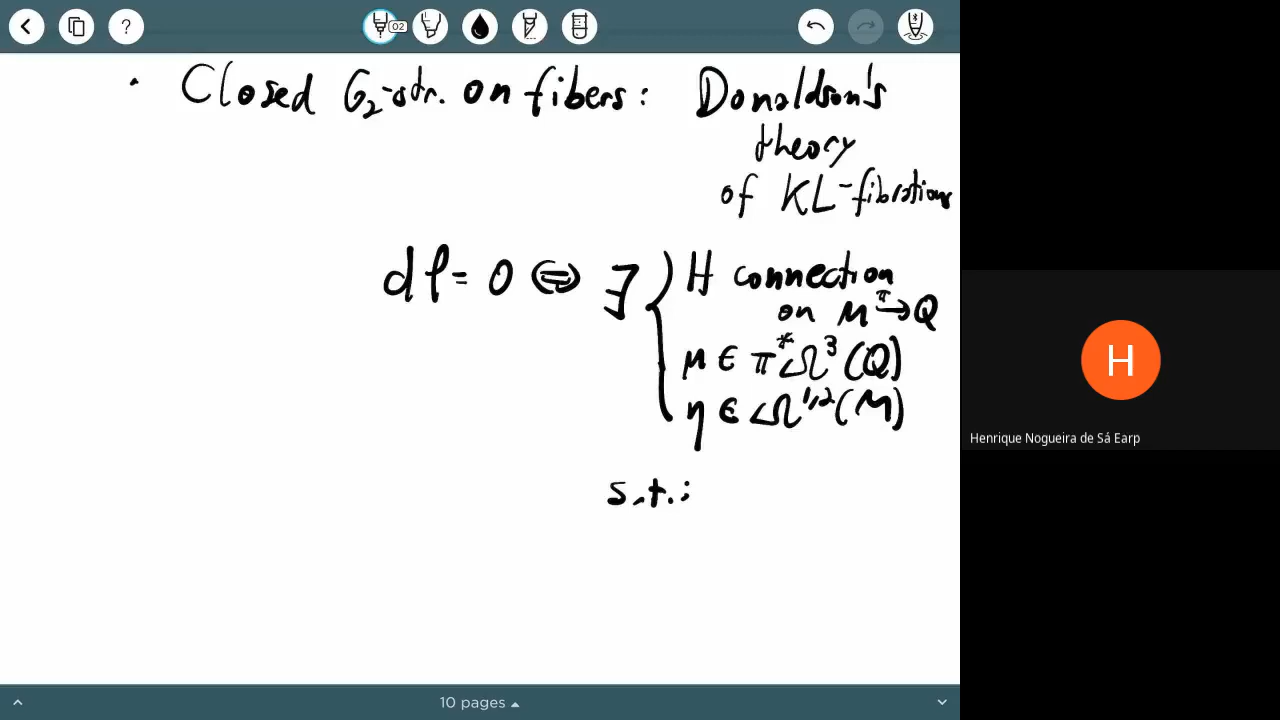 · Closed G₂-str. on fibers: Donaldson's
theory
of KL-fibrations
dφ = 0 ⇔ ∃ { H connection
on M →^π Q
μ ∈ π*Ω³(Q)
η ∈ Ω^{1,2}(M)
s.t.:
Henrique Nogueira de Sá Earp
H
02
?
10 pages